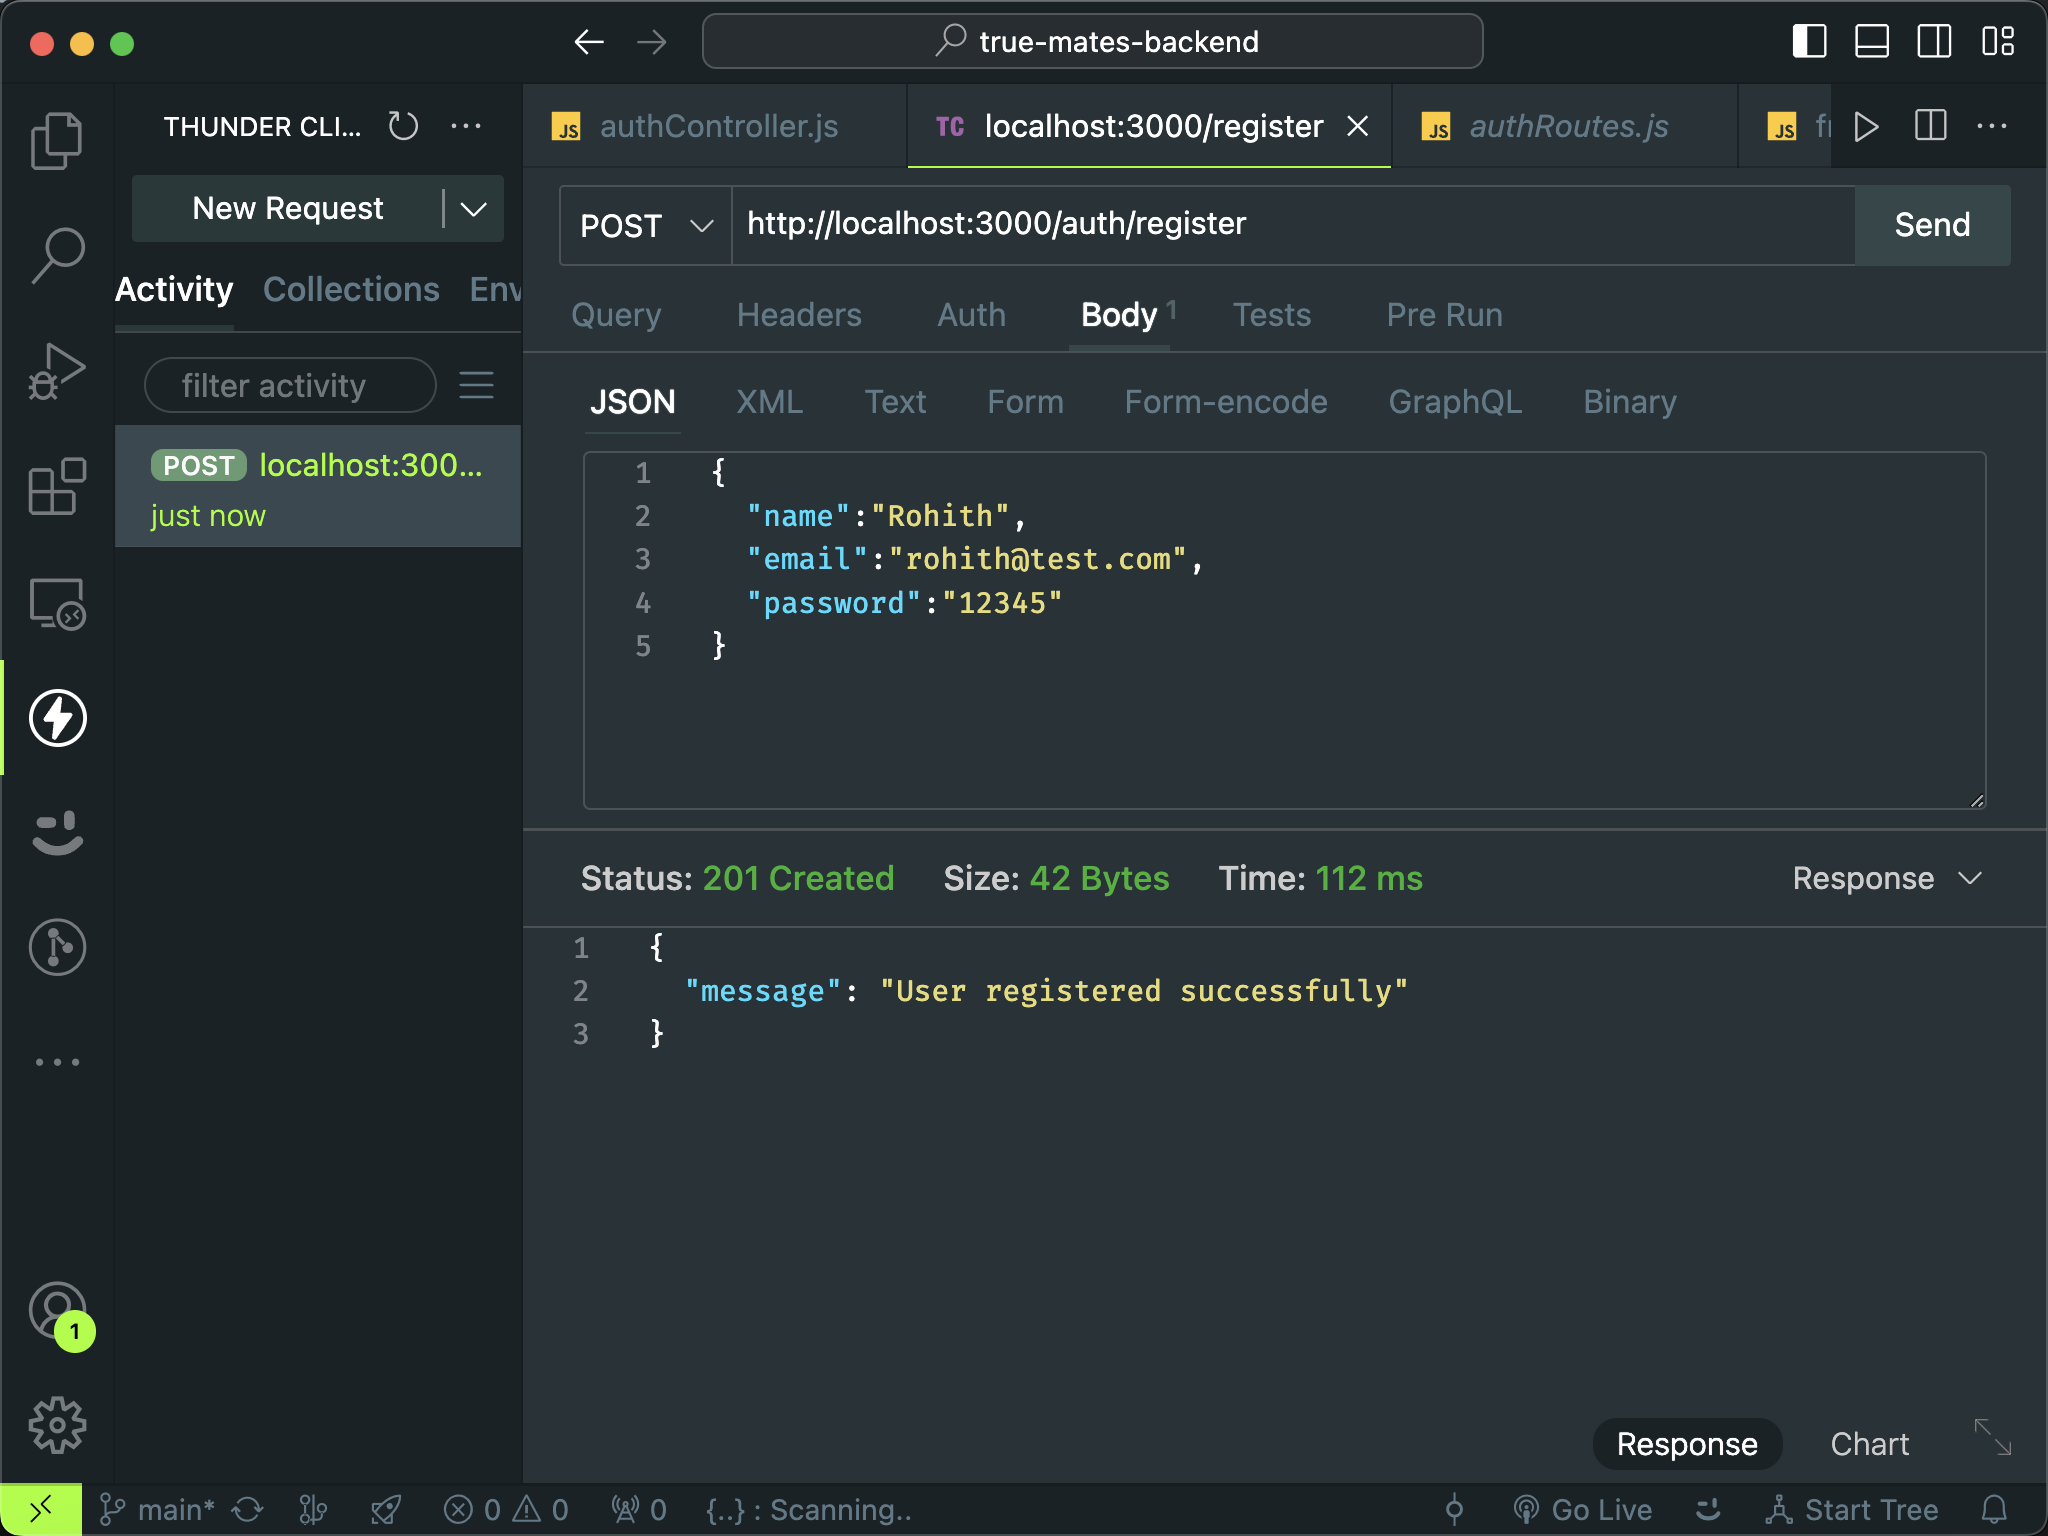 true-mates-backend
THUNDER CLI...
JS authController.js
TC localhost:3000/register
JS authRoutes.js
JS
New Request
POST http://localhost:3000/auth/register Send
Activity Collections Env
Query Headers Auth Body 1 Tests Pre Run
filter activity
JSON XML Text Form Form-encode GraphQL Binary
POST localhost:300...
just now
1 {
2 "name":"Rohith",
3 "email":"rohith@test.com",
4 "password":"12345"
5 }
Status: 201 Created Size: 42 Bytes Time: 112 ms Response
1 {
2 "message": "User registered successfully"
3 }
1
Response Chart
main* 0 0 0 {..} : Scanning.. Go Live Start Tree